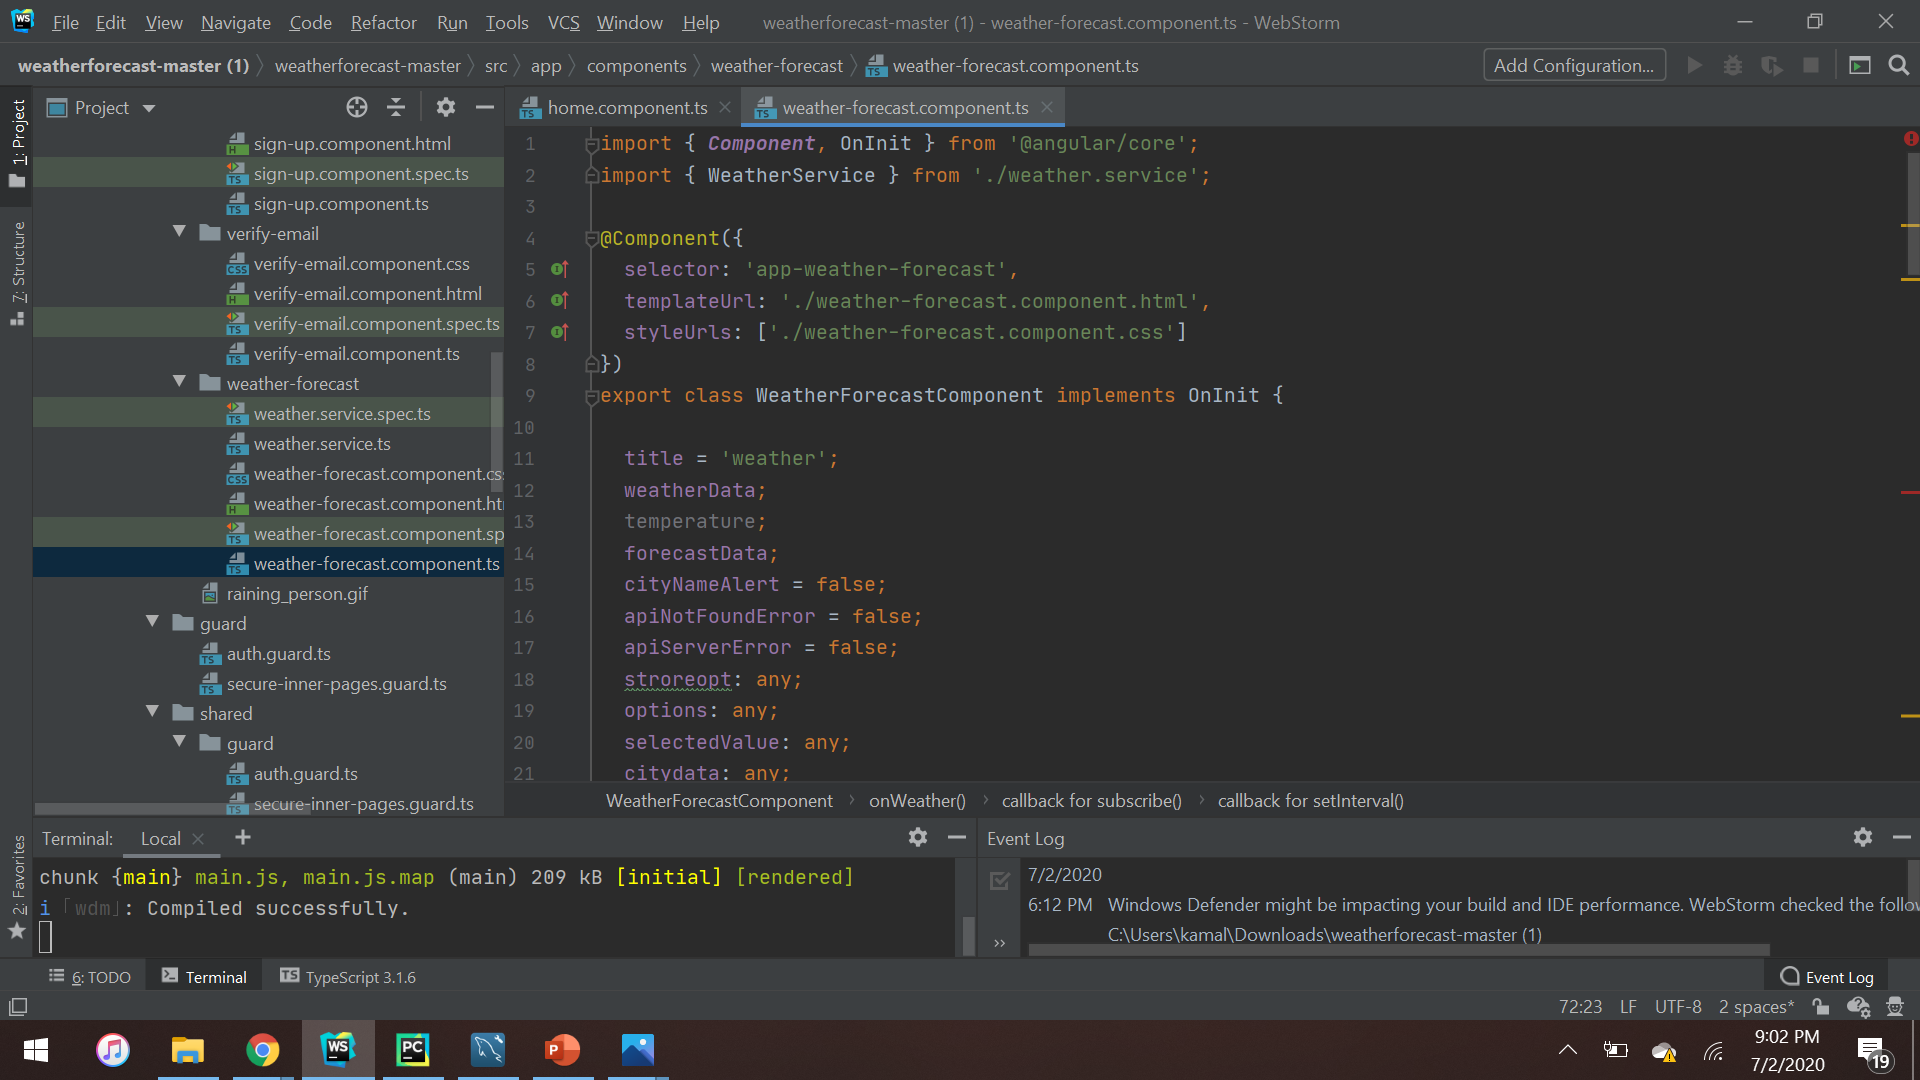 File Edit View Navigate Code Refactor Run Tools VCS Window Help weatherforecast-master (1) - weather-forecast.component.ts - WebStorm
weatherforecast-master (1) weatherforecast-master src app components weather-forecast weather-forecast.component.ts Add Configuration...
1: Project
7: Structure
2: Favorites
Project
sign-up.component.html
sign-up.component.spec.ts
sign-up.component.ts
verify-email
verify-email.component.css
verify-email.component.html
verify-email.component.spec.ts
verify-email.component.ts
weather-forecast
weather.service.spec.ts
weather.service.ts
weather-forecast.component.cs
weather-forecast.component.ht
weather-forecast.component.sp
weather-forecast.component.ts
raining_person.gif
guard
auth.guard.ts
secure-inner-pages.guard.ts
shared
guard
auth.guard.ts
secure-inner-pages.guard.ts
home.component.ts weather-forecast.component.ts
1 import { Component, OnInit } from '@angular/core';
2 import { WeatherService } from './weather.service';
3
4 @Component({
5 selector: 'app-weather-forecast',
6 templateUrl: './weather-forecast.component.html',
7 styleUrls: ['./weather-forecast.component.css']
8 })
9 export class WeatherForecastComponent implements OnInit {
10
11 title = 'weather';
12 weatherData;
13 temperature;
14 forecastData;
15 cityNameAlert = false;
16 apiNotFoundError = false;
17 apiServerError = false;
18 stroreopt: any;
19 options: any;
20 selectedValue: any;
21 citydata: any;
WeatherForecastComponent onWeather() callback for subscribe() callback for setInterval()
Terminal: Local +
chunk {main} main.js, main.js.map (main) 209 kB [initial] [rendered]
i 「wdm」: Compiled successfully.
Event Log
7/2/2020
6:12 PM Windows Defender might be impacting your build and IDE performance. WebStorm checked the follow
C:\Users\kamal\Downloads\weatherforecast-master (1)
6: TODO Terminal TypeScript 3.1.6 Event Log
72:23 LF UTF-8 2 spaces*
9:02 PM
7/2/2020
19